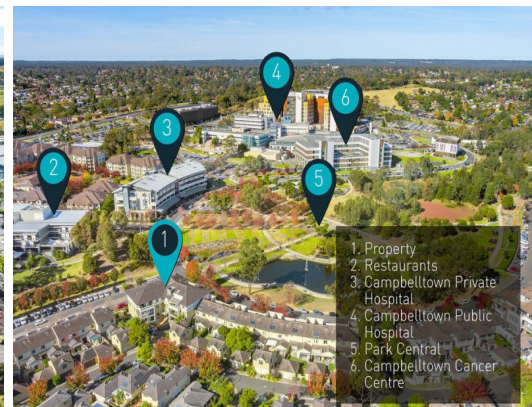 4
6
3
2
5
1
1. Property
2. Restaurants
3. Campbelltown Private
Hospital
4. Campbelltown Public
Hospital
5. Park Central
6. Campbelltown Cancer
Centre